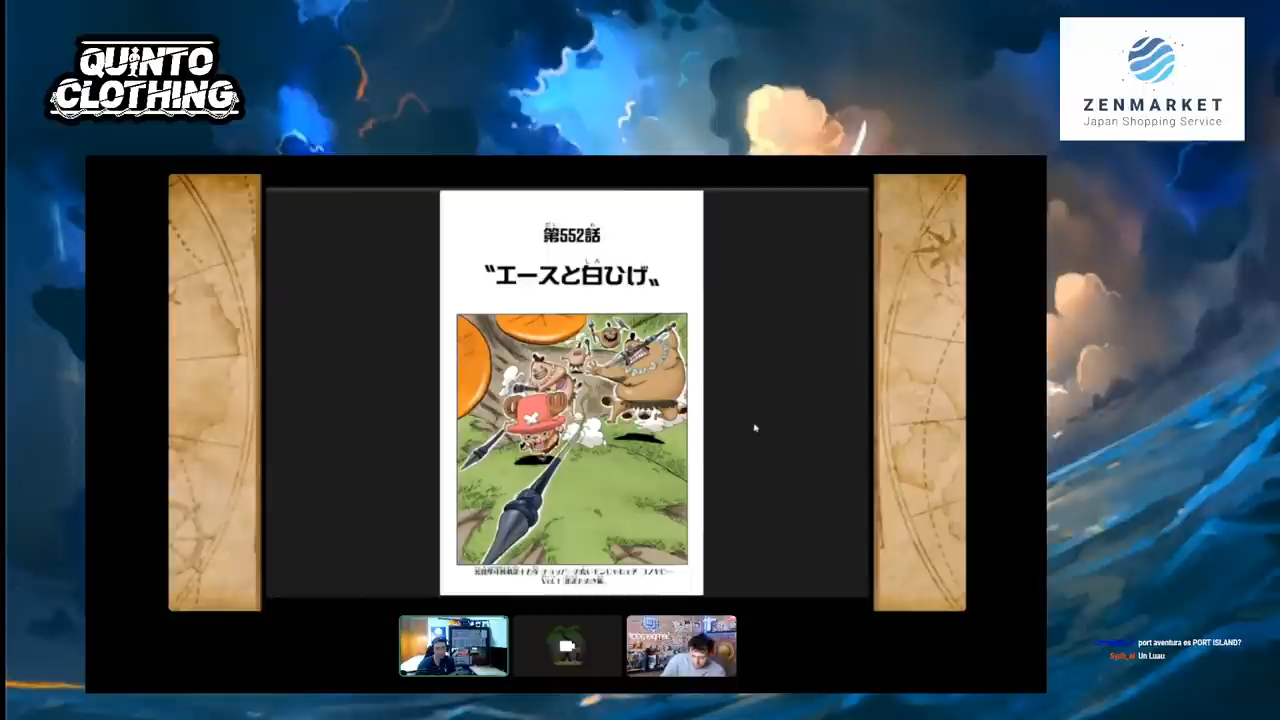 QUINTO
CLOTHING
ZENMARKET
Japan Shopping Service
第552話
〝エースと白ひげ〟
port aventura es PORT ISLAND?
Un Luau